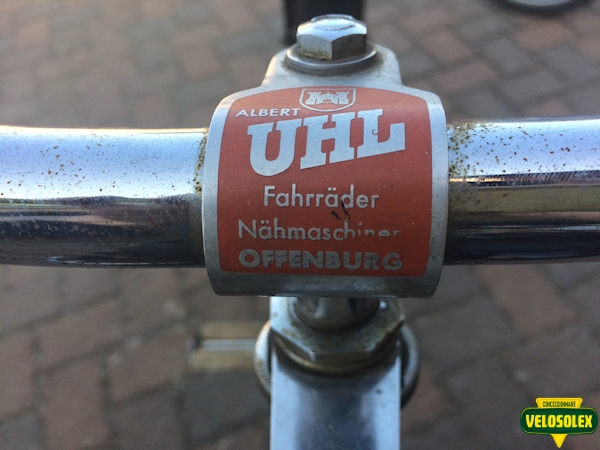 ALBERT
UHL
Fahrräder
Nähmaschinen
OFFENBURG
CONCESSIONNAIRE
VELOSOLEX